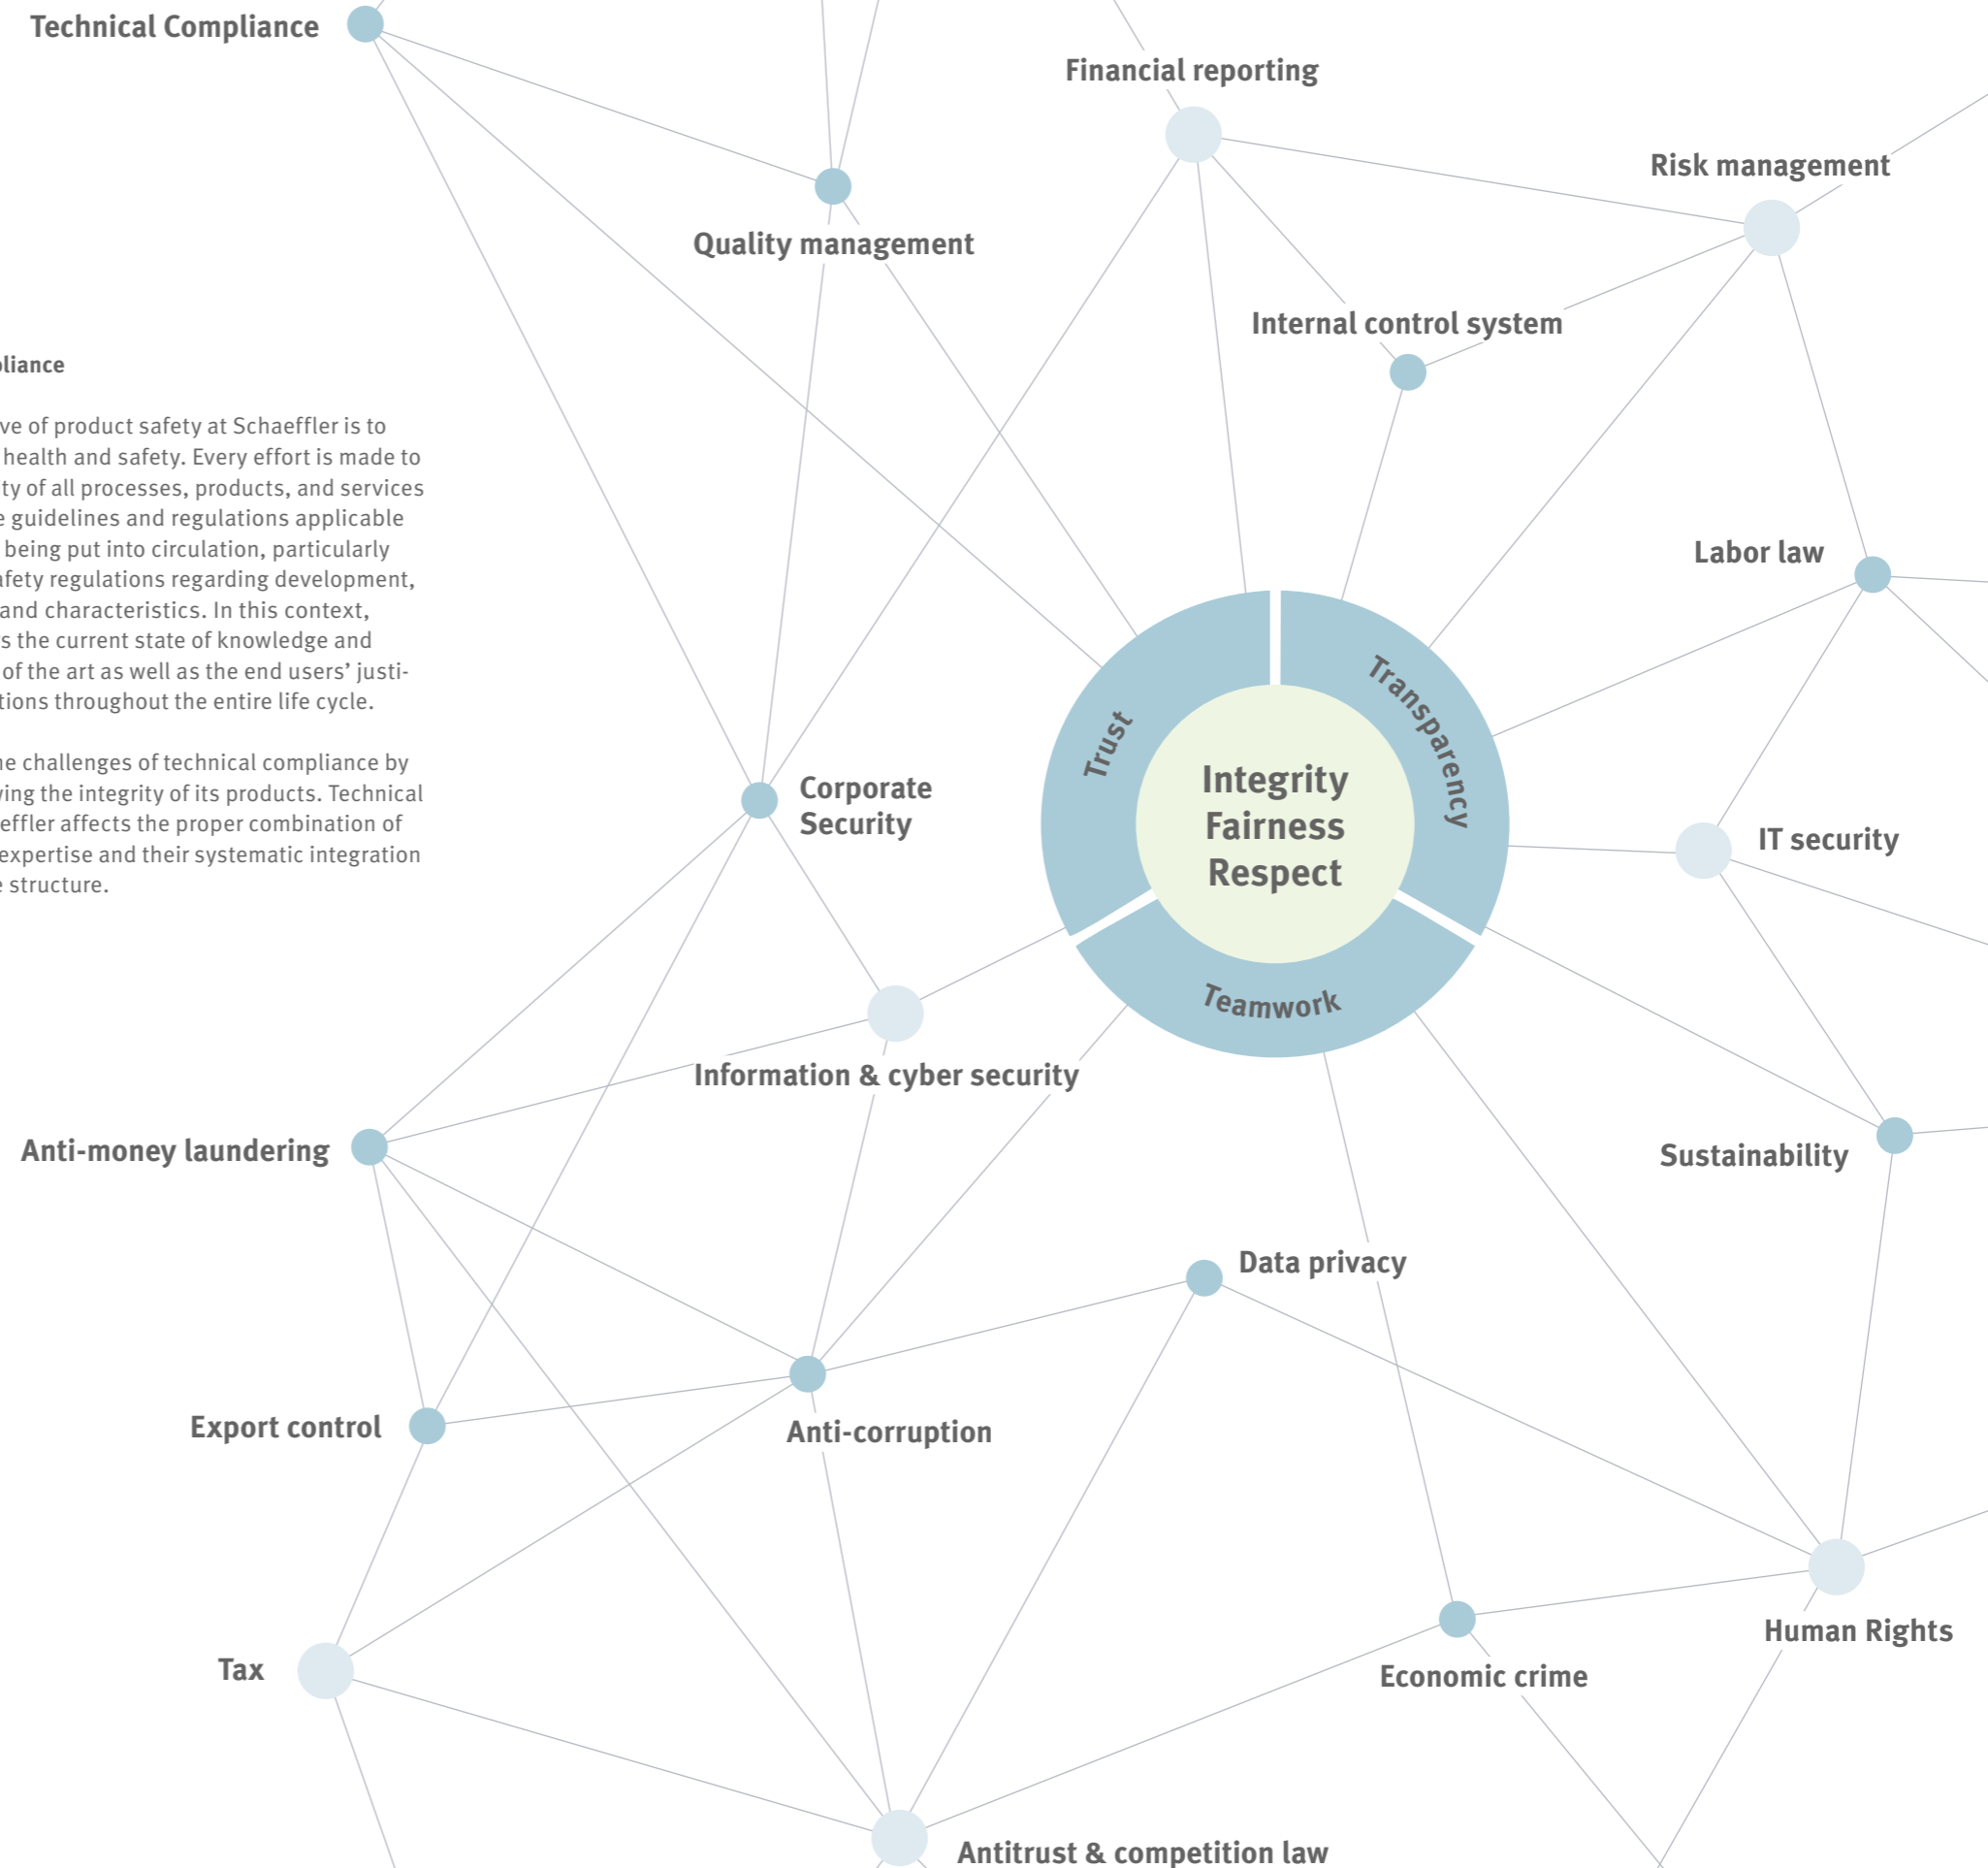 Technical Compliance
Financial reporting
Risk management
Quality management
Internal control system
pliance
ve of product safety at Schaeffler is to
health and safety. Every effort is made to
ty of all processes, products, and services
e guidelines and regulations applicable
being put into circulation, particularly
afety regulations regarding development,
and characteristics. In this context,
s the current state of knowledge and
of the art as well as the end users’ justi-
tions throughout the entire life cycle.
he challenges of technical compliance by
ving the integrity of its products. Technical
effler affects the proper combination of
expertise and their systematic integration
e structure.
Labor law
Trust
Transparency
Integrity
Fairness
Respect
Teamwork
Corporate
Security
IT security
Information & cyber security
Anti-money laundering
Sustainability
Data privacy
Export control
Anti-corruption
Human Rights
Tax
Economic crime
Antitrust & competition law